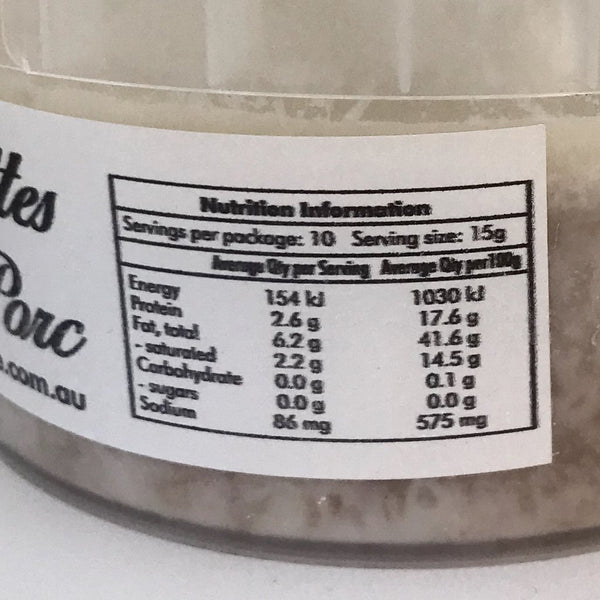 ttes
Porc
.com.au
Nutrition Information
Servings per package: 10 Serving size: 15g
Average Qty per Serving Average Qty per 100g
Energy 154 kJ 1030 kJ
Protein 2.6 g 17.6 g
Fat, total 6.2 g 41.6 g
- saturated 2.2 g 14.5 g
Carbohydrate 0.0 g 0.1 g
- sugars 0.0 g 0.0 g
Sodium 86 mg 575 mg